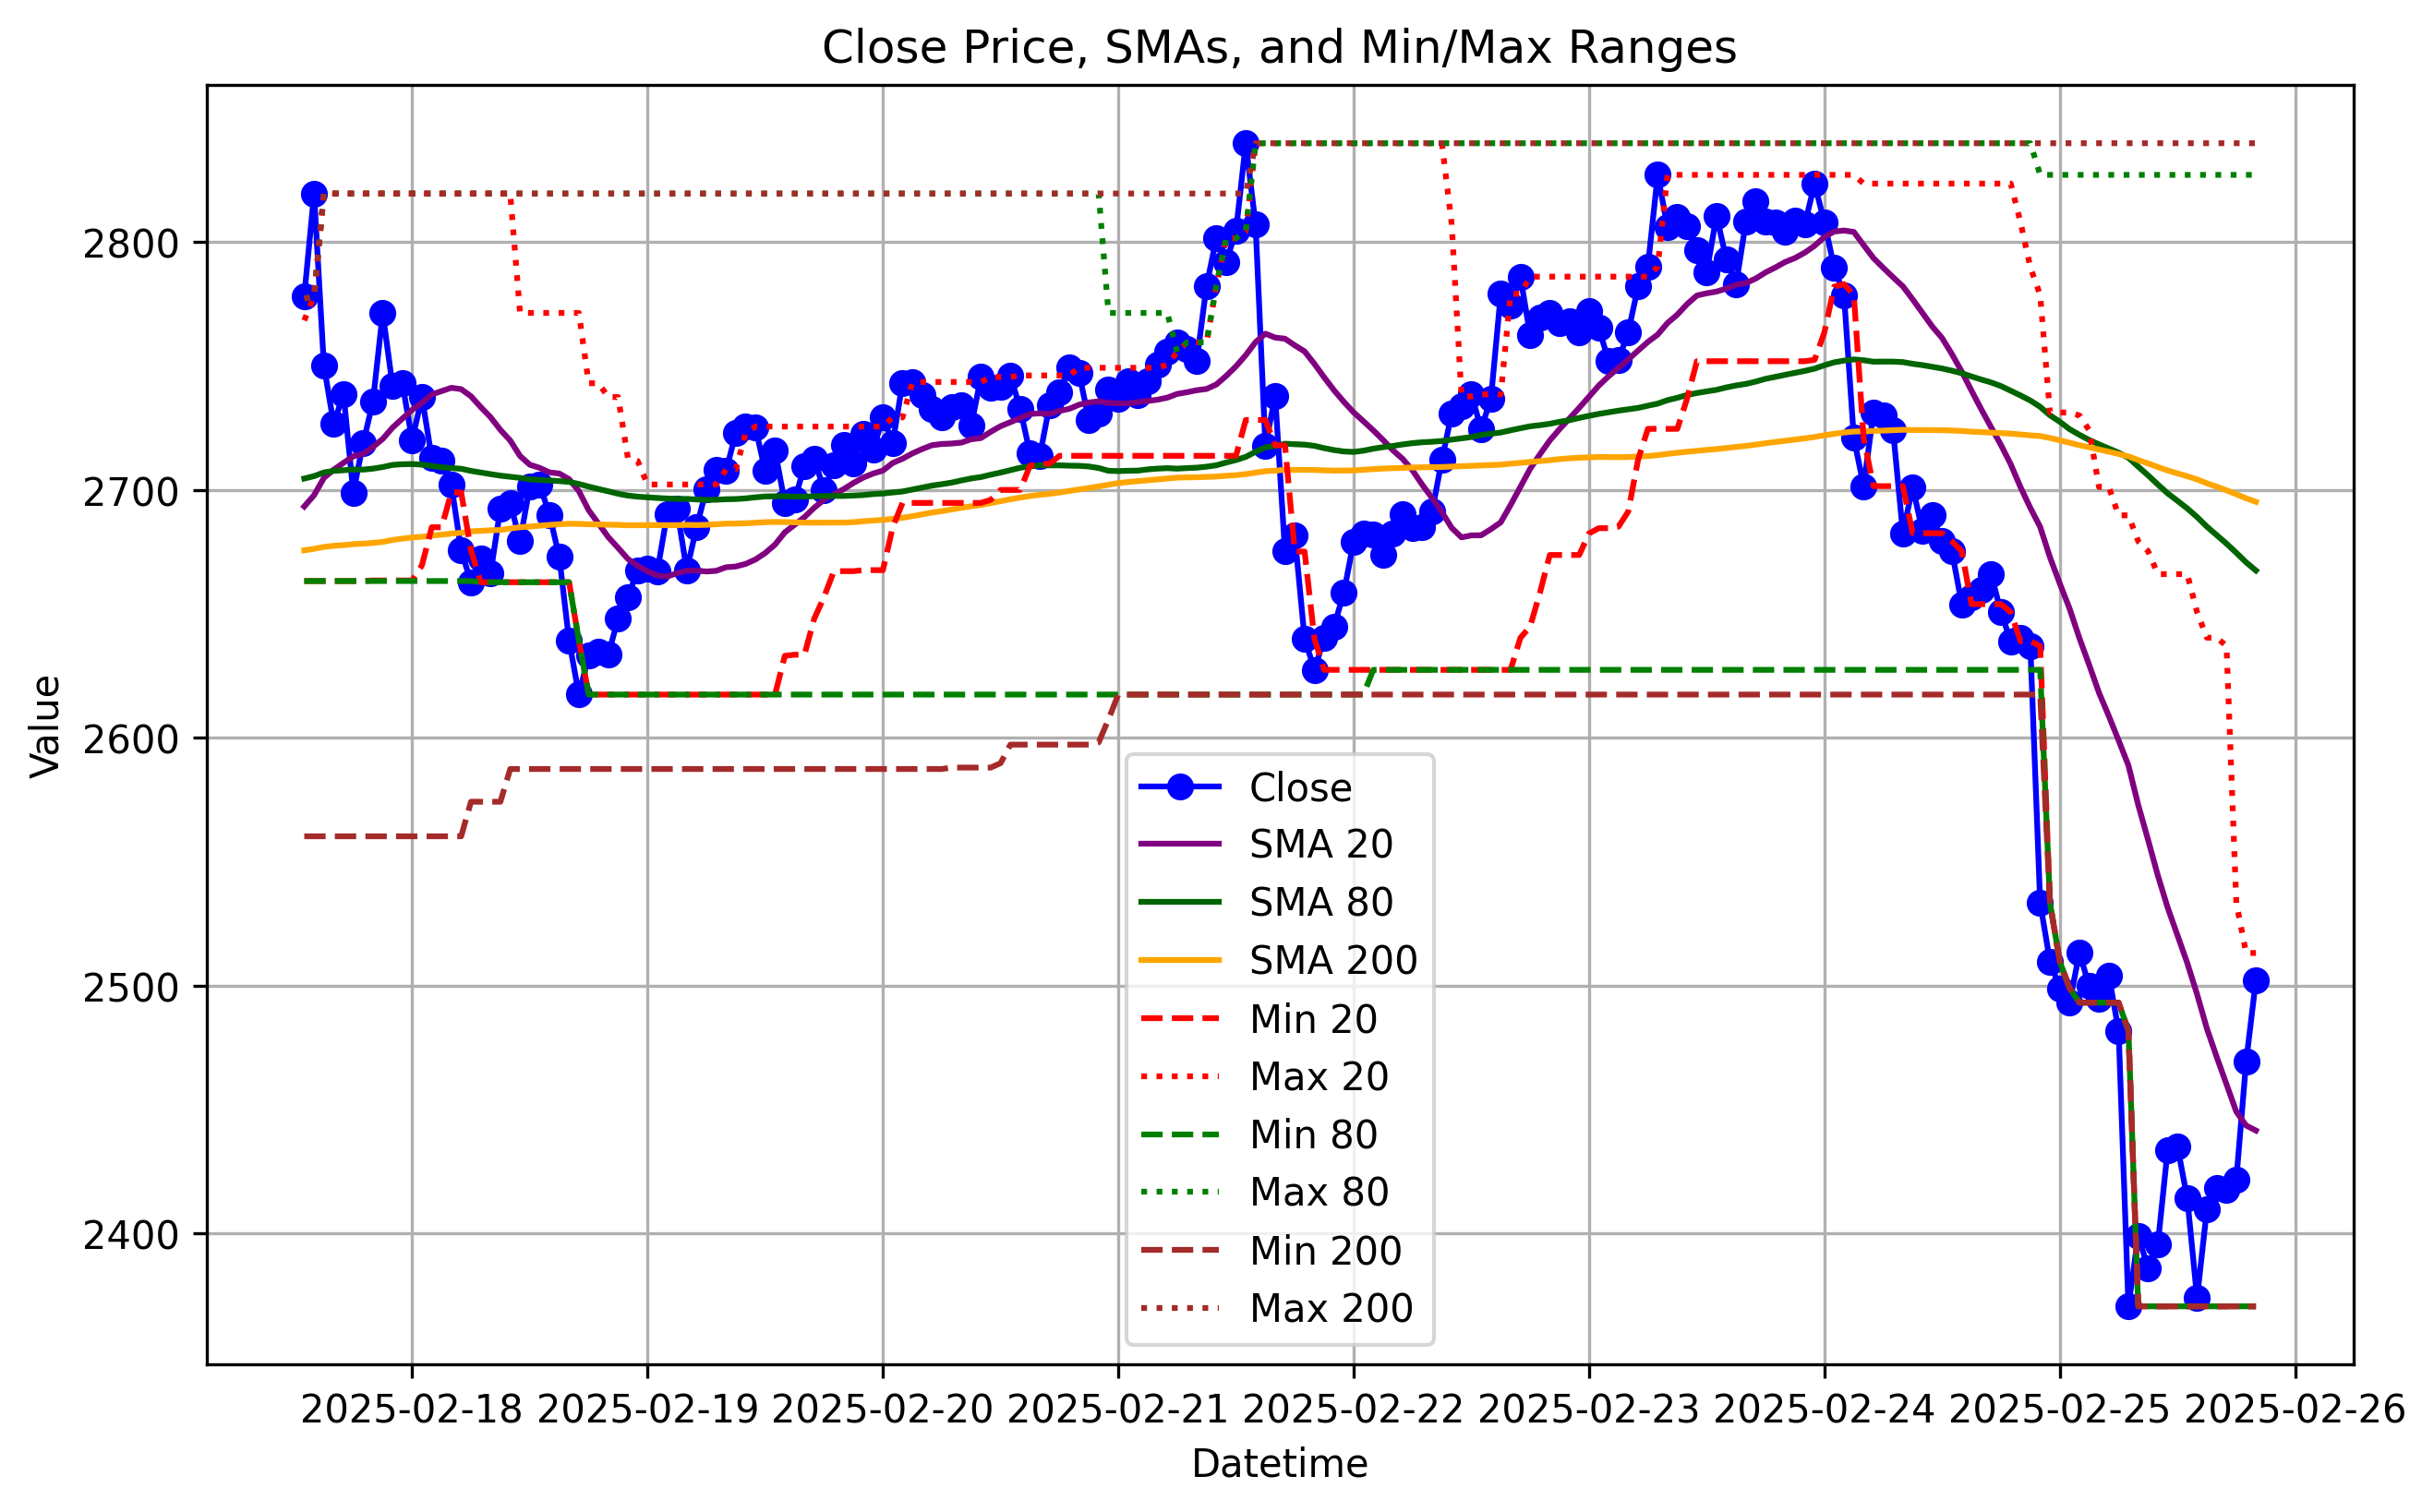 Close Price, SMAs, and Min/Max Ranges
Value
2800
2700
2600
2500
2400
Close
SMA 20
SMA 80
SMA 200
Min 20
Max 20
Min 80
Max 80
Min 200
Max 200
2025-02-18 2025-02-19 2025-02-20 2025-02-21 2025-02-22 2025-02-23 2025-02-24 2025-02-25 2025-02-26
Datetime